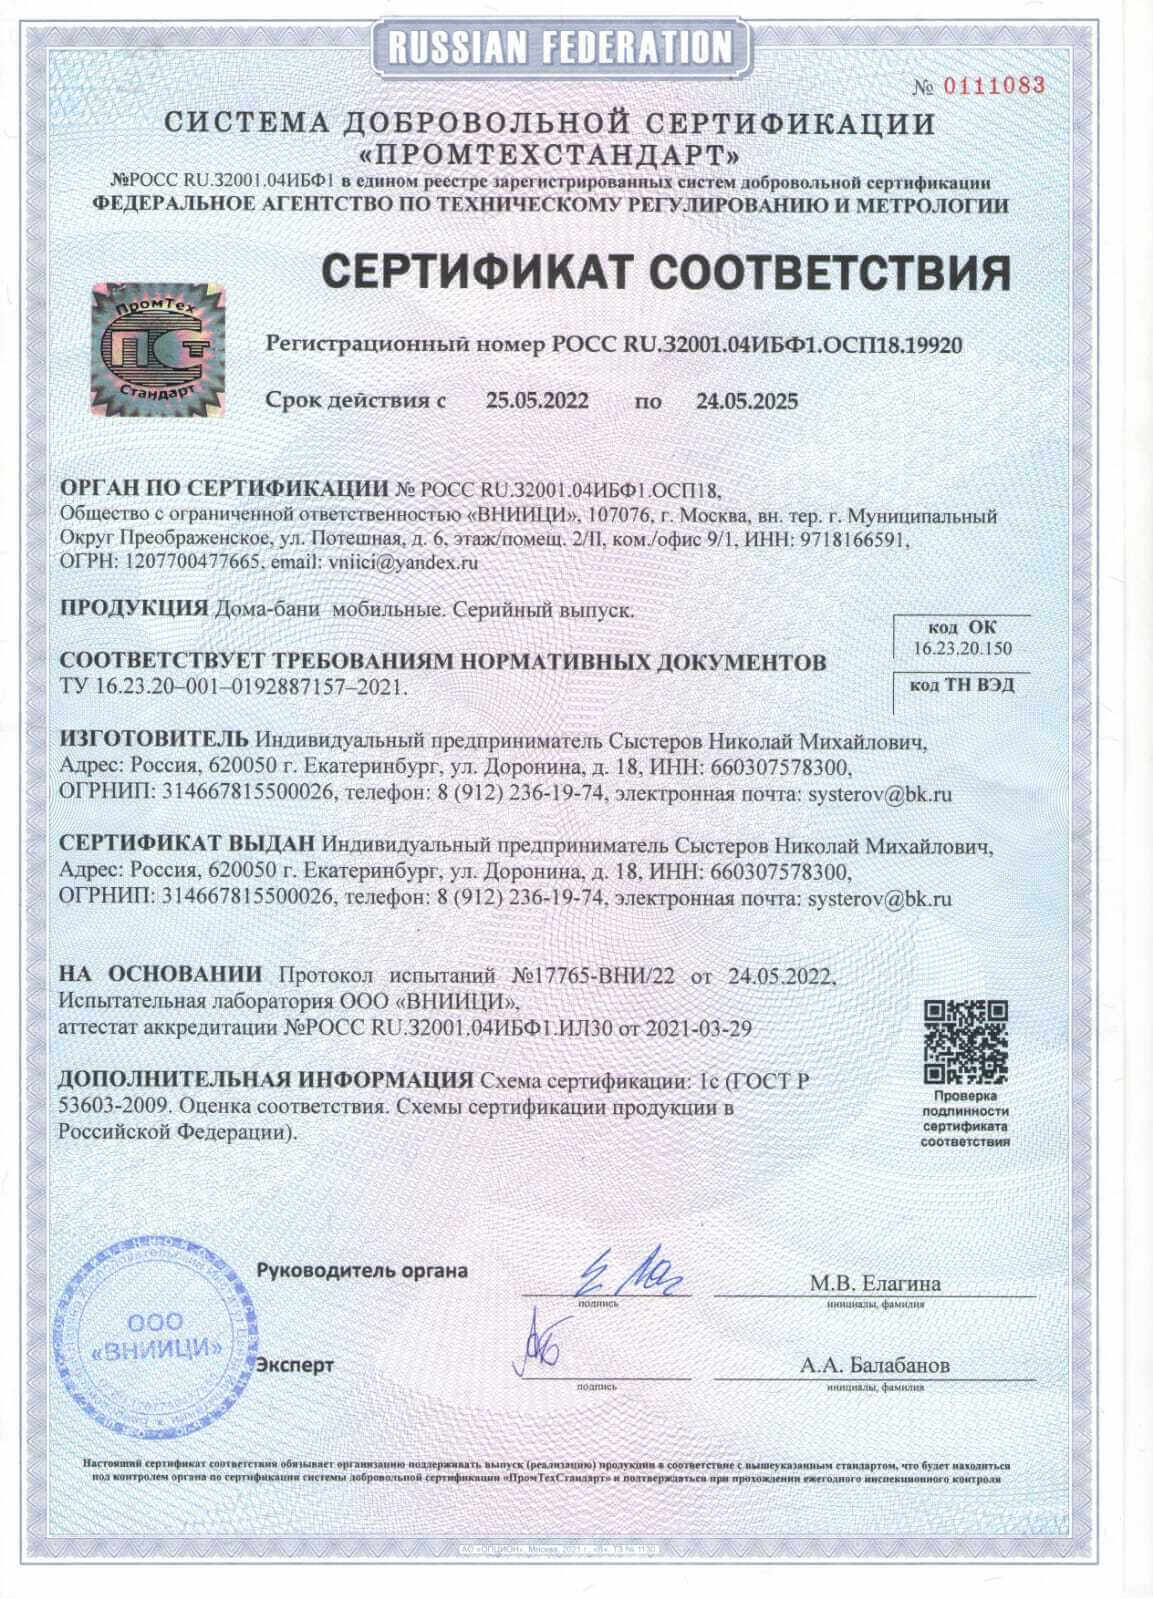 RUSSIAN FEDERATION
№ 0111083
СИСТЕМА ДОБРОВОЛЬНОЙ СЕРТИФИКАЦИИ
«ПРОМТЕХСТАНДАРТ»
№РОСС RU.32001.04ИБФ1 в едином реестре зарегистрированных систем добровольной сертификации
ФЕДЕРАЛЬНОЕ АГЕНТСТВО ПО ТЕХНИЧЕСКОМУ РЕГУЛИРОВАНИЮ И МЕТРОЛОГИИ
СЕРТИФИКАТ СООТВЕТСТВИЯ
ПромТех
ПСТ
Стандарт
Регистрационный номер РОСС RU.32001.04ИБФ1.ОСП18.19920
Срок действия с 25.05.2022 по 24.05.2025
ОРГАН ПО СЕРТИФИКАЦИИ № РОСС RU.32001.04ИБФ1.ОСП18,
Общество с ограниченной ответственностью «ВНИИЦИ», 107076, г. Москва, вн. тер. г. Муниципальный
Округ Преображенское, ул. Потешная, д. 6, этаж/помещ. 2/II, ком./офис 9/1, ИНН: 9718166591,
ОГРН: 1207700477665, email: vniici@yandex.ru
ПРОДУКЦИЯ Дома-бани мобильные. Серийный выпуск.
код ОК
16.23.20.150
СООТВЕТСТВУЕТ ТРЕБОВАНИЯМ НОРМАТИВНЫХ ДОКУМЕНТОВ
ТУ 16.23.20–001–0192887157–2021.
код ТН ВЭД
ИЗГОТОВИТЕЛЬ Индивидуальный предприниматель Сыстеров Николай Михайлович,
Адрес: Россия, 620050 г. Екатеринбург, ул. Доронина, д. 18, ИНН: 660307578300,
ОГРНИП: 314667815500026, телефон: 8 (912) 236-19-74, электронная почта: systerov@bk.ru
СЕРТИФИКАТ ВЫДАН Индивидуальный предприниматель Сыстеров Николай Михайлович,
Адрес: Россия, 620050 г. Екатеринбург, ул. Доронина, д. 18, ИНН: 660307578300,
ОГРНИП: 314667815500026, телефон: 8 (912) 236-19-74, электронная почта: systerov@bk.ru
НА ОСНОВАНИИ Протокол испытаний №17765-ВНИ/22 от 24.05.2022,
Испытательная лаборатория ООО «ВНИИЦИ»,
аттестат аккредитации №РОСС RU.32001.04ИБФ1.ИЛ30 от 2021-03-29
ДОПОЛНИТЕЛЬНАЯ ИНФОРМАЦИЯ Схема сертификации: 1с (ГОСТ Р
53603-2009. Оценка соответствия. Схемы сертификации продукции в
Российской Федерации).
Проверка
подлинности
сертификата
соответствия
Руководитель органа
подпись
М.В. Елагина
инициалы, фамилия
ООО
«ВНИИЦИ»
Эксперт
подпись
А.А. Балабанов
инициалы, фамилия
Настоящий сертификат соответствия обязывает организацию поддерживать выпуск (реализацию) продукции в соответствие с вышеуказанным стандартом, что будет находиться
под контролем органа по сертификации системы добровольной сертификации «ПромТехСтандарт» и подтверждаться при прохождении ежегодного инспекционного контроля
АО «ОПЦИОН», Москва, 2021 г., «В». ТЗ № 1130.